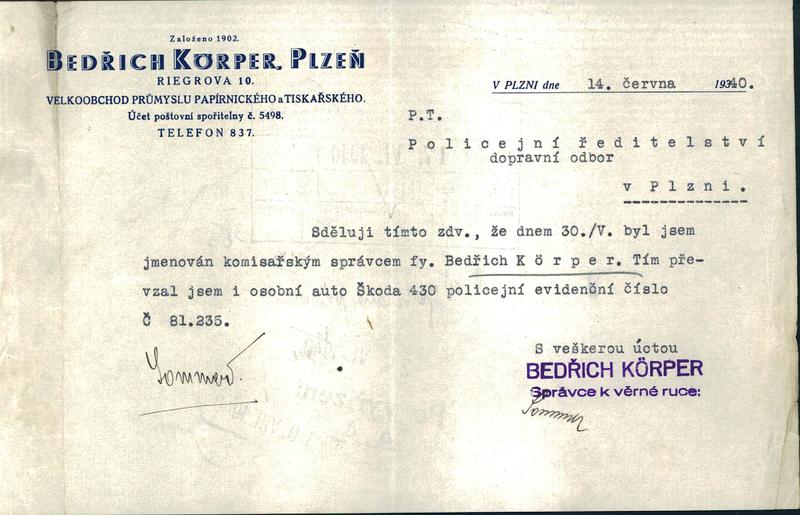 Založeno 1902.
BEDŘICH KÖRPER, PLZEŇ
RIEGROVA 10.
VELKOOBCHOD PRŮMYSLU PAPÍRNICKÉHO a TISKAŘSKÉHO.
Účet poštovní spořitelny č. 5498.
TELEFON 837.
V PLZNI dne 14. června 1940.
P.T.
Policejní ředitelství
dopravní odbor
v Plzni.
Sděluji tímto zdv., že dnem 30./V. byl jsem
jmenován komisařským správcem fy. Bedřich Körper. Tím pře-
vzal jsem i osobní auto Škoda 430 policejní evidenční číslo
Č 81.235.
S veškerou úctou
BEDŘICH KÖRPER
Správce k věrné ruce: